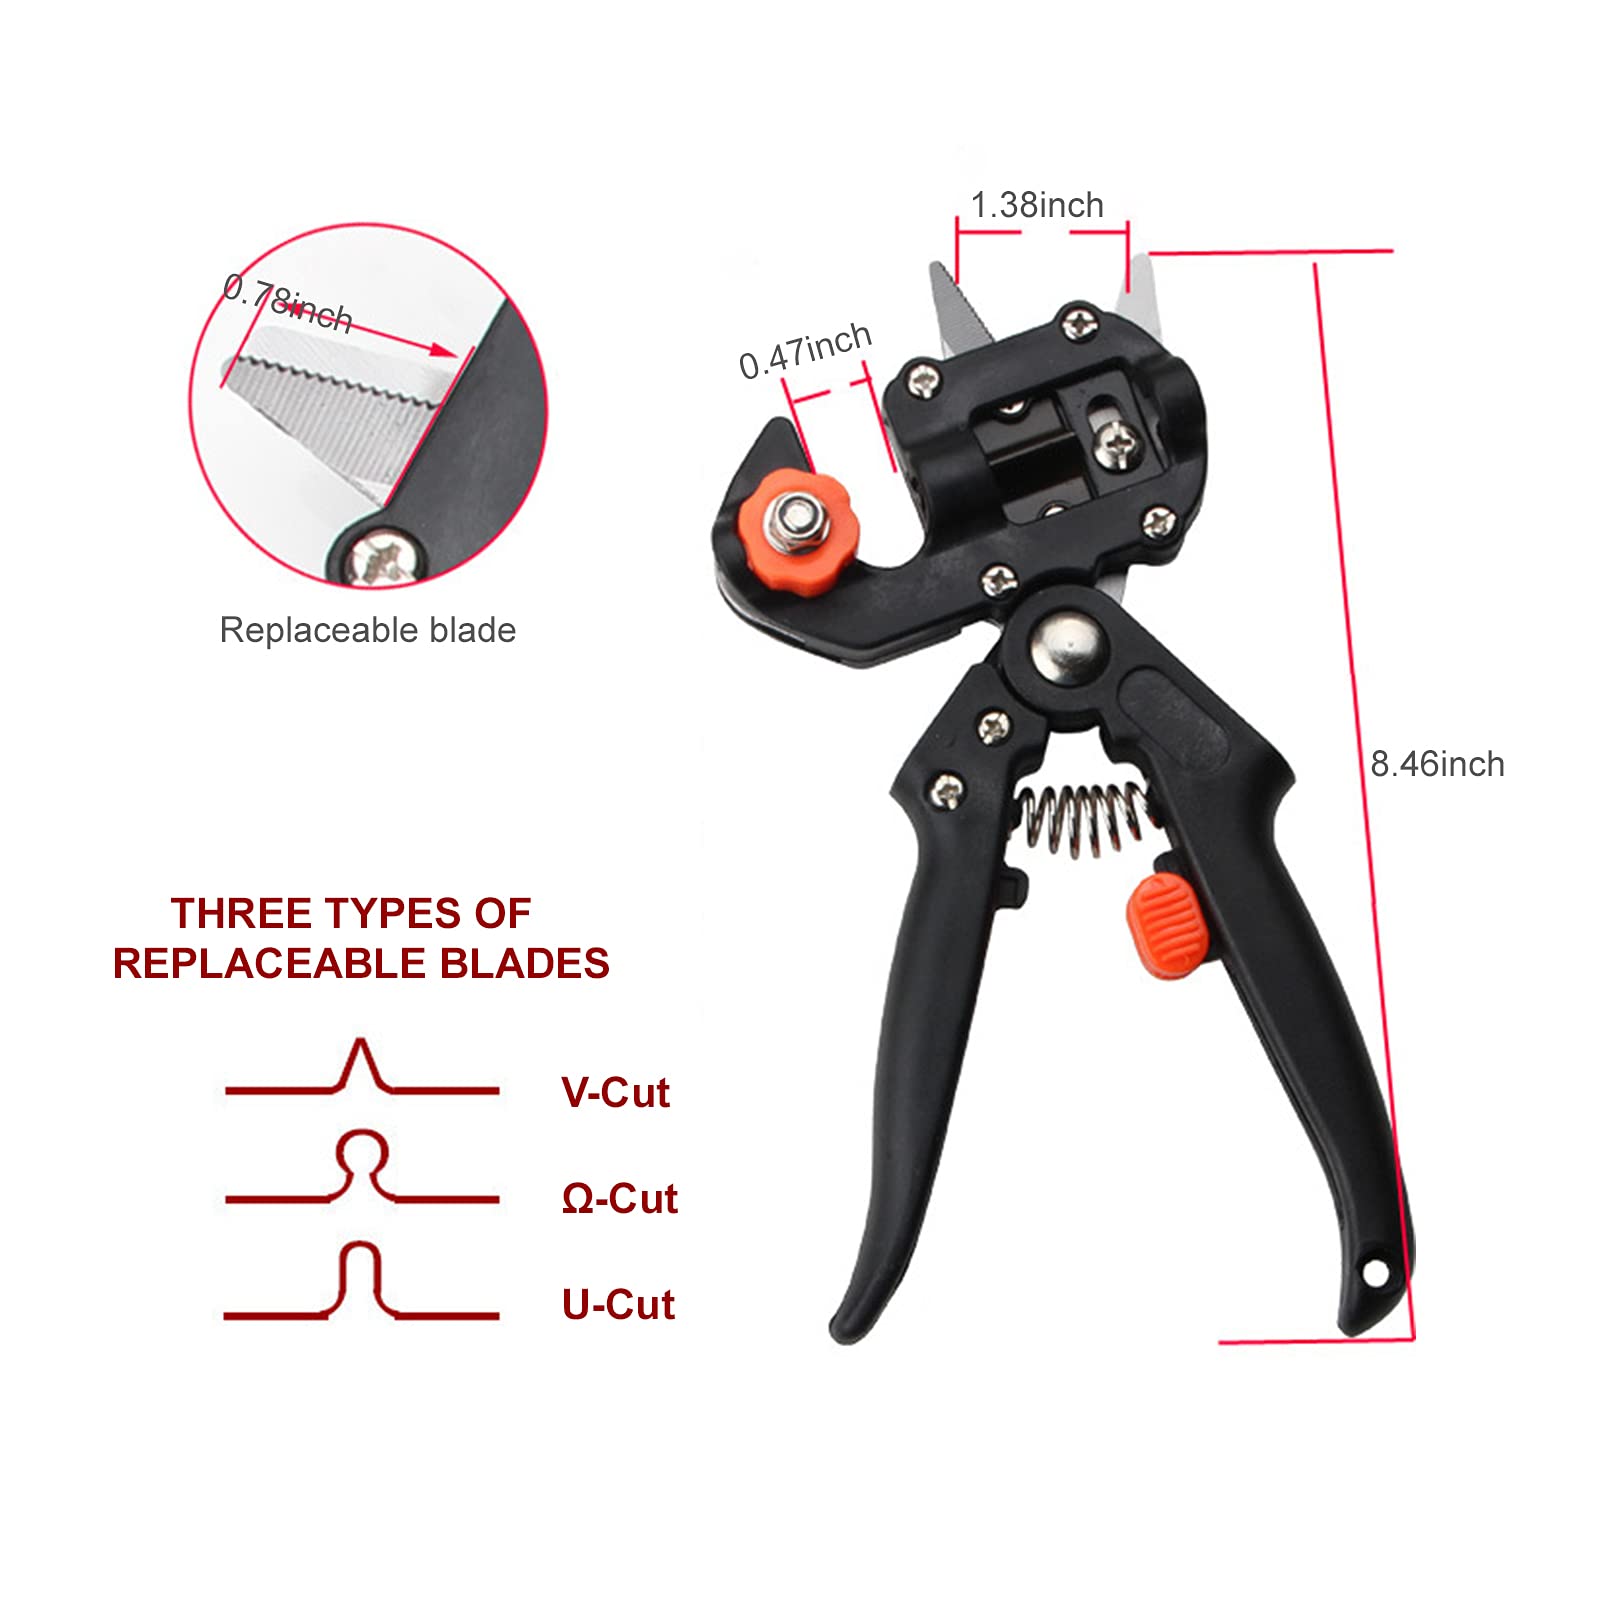 1.38inch
0.78inch
0.47inch
Replaceable blade
8.46inch
THREE TYPES OF
REPLACEABLE BLADES
V-Cut
Ω-Cut
U-Cut